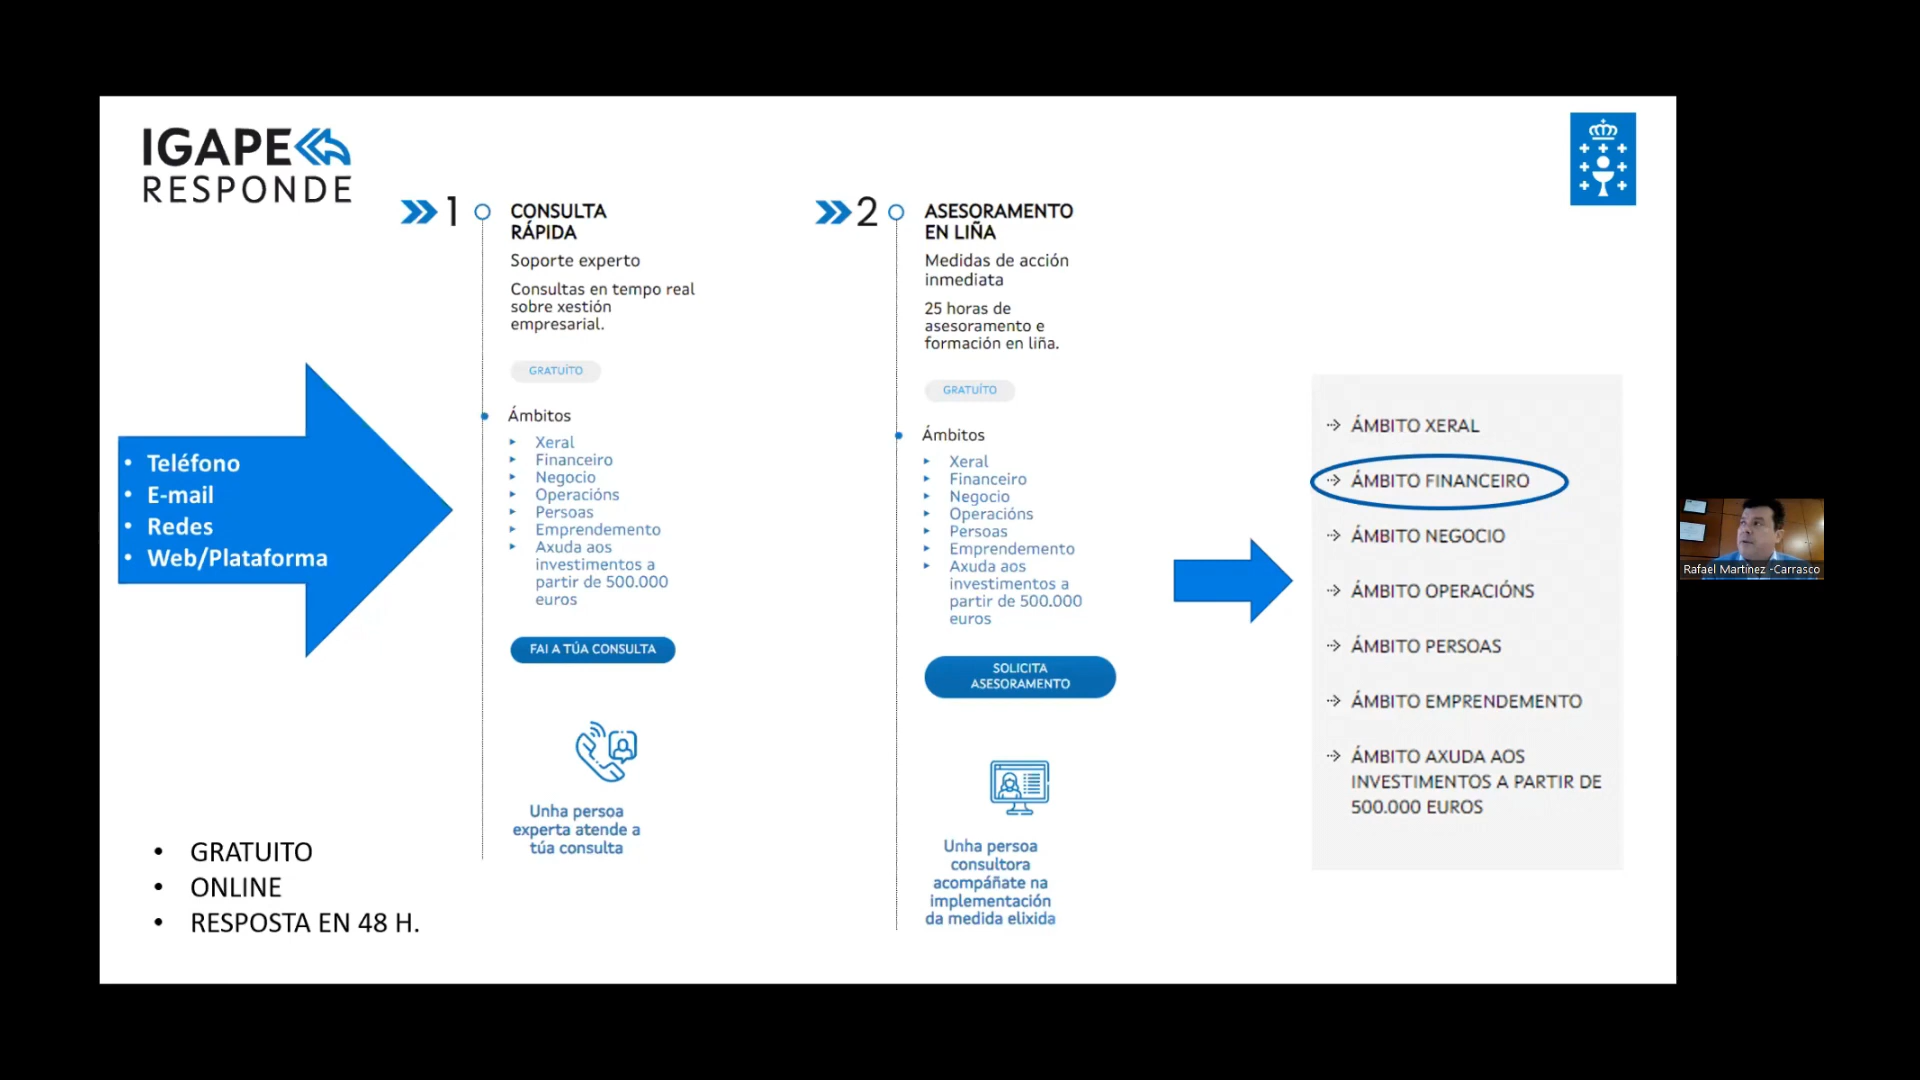 IGAPE
RESPONDE
1
CONSULTA
RÁPIDA
Soporte experto
Consultas en tempo real
sobre xestión
empresarial.
GRATUÍTO
Ámbitos
Xeral
Financeiro
Negocio
Operacións
Persoas
Emprendemento
Axuda aos
investimentos a
partir de 500.000
euros
FAI A TÚA CONSULTA
Unha persoa
experta atende a
túa consulta
2
ASESORAMENTO
EN LIÑA
Medidas de acción
inmediata
25 horas de
asesoramento e
formación en liña.
GRATUÍTO
Ámbitos
Xeral
Financeiro
Negocio
Operacións
Persoas
Emprendemento
Axuda aos
investimentos a
partir de 500.000
euros
SOLICITA
ASESORAMENTO
Unha persoa
consultora
acompáñate na
implementación
da medida elixida
• Teléfono
• E-mail
• Redes
• Web/Plataforma
• GRATUITO
• ONLINE
• RESPOSTA EN 48 H.
ÁMBITO XERAL
ÁMBITO FINANCEIRO
ÁMBITO NEGOCIO
ÁMBITO OPERACIÓNS
ÁMBITO PERSOAS
ÁMBITO EMPRENDEMENTO
ÁMBITO AXUDA AOS
INVESTIMENTOS A PARTIR DE
500.000 EUROS
Rafael Martínez -Carrasco